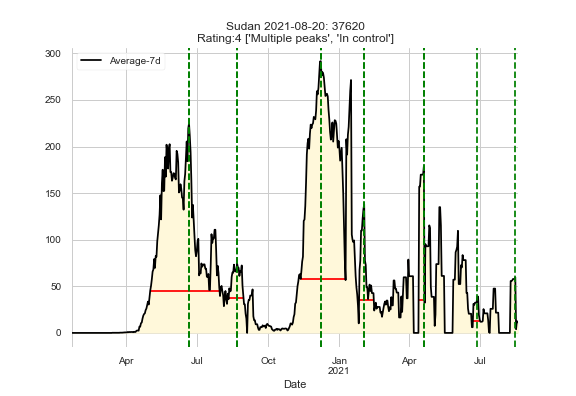 Sudan 2021-08-20: 37620
Rating:4 ['Multiple peaks', 'In control']
Average-7d
300
250
200
150
100
50
0
Apr Jul Oct Jan Apr Jul
2021
Date